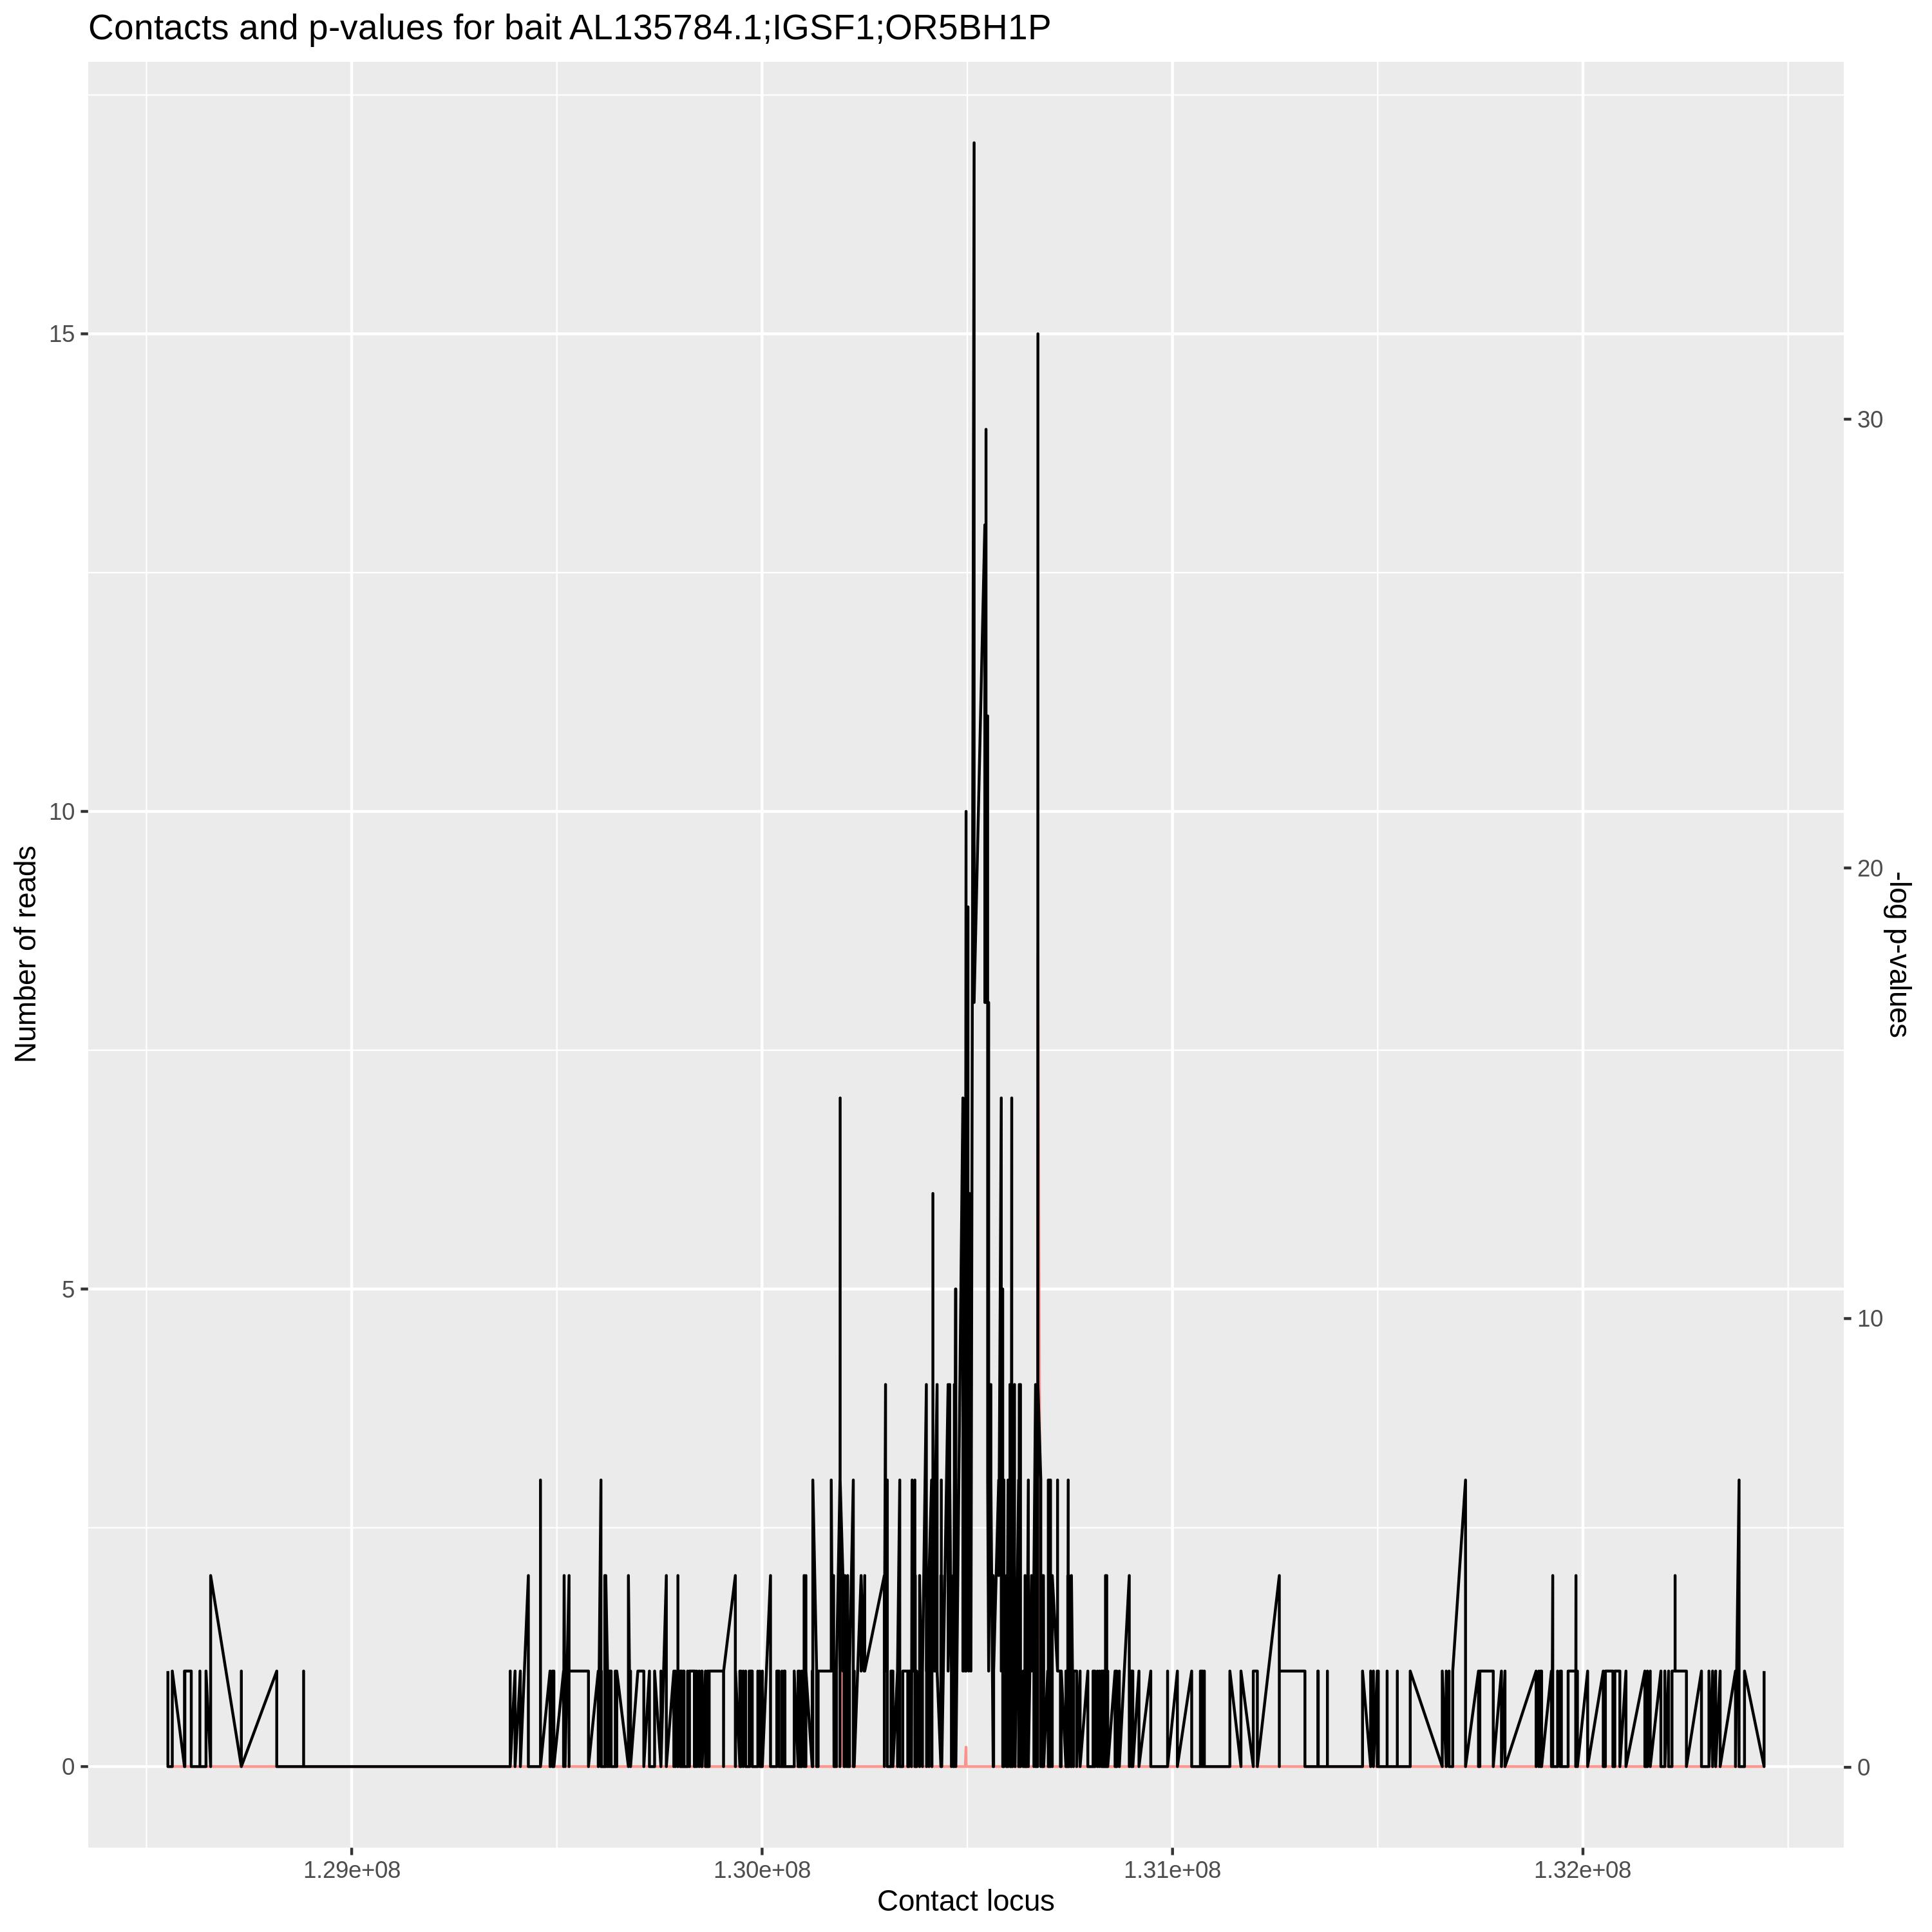 Contacts and p-values for bait AL135784.1;IGSF1;OR5BH1P
15
10
5
0
Number of reads
30
20
10
0
-log p-values
1.29e+08
1.30e+08
1.31e+08
1.32e+08
Contact locus